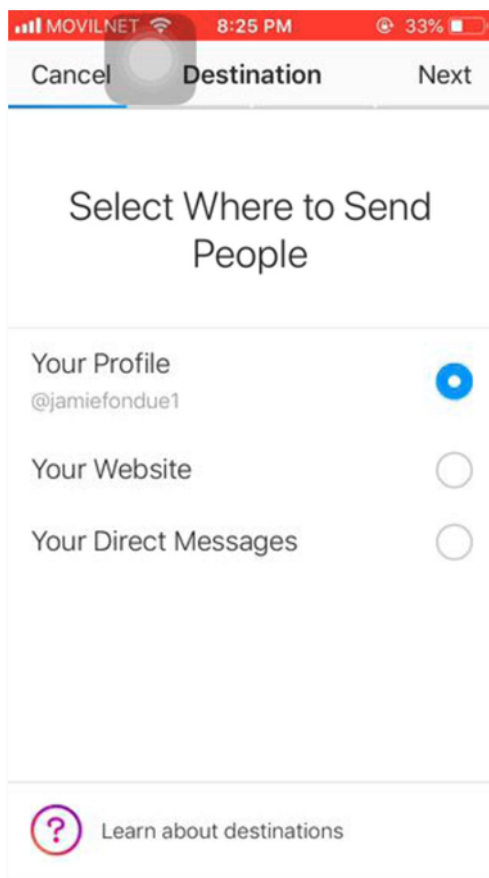 MOVILNET 8:25 PM 33%
Cancel Destination Next
Select Where to Send
People
Your Profile
@jamiefondue1
Your Website
Your Direct Messages
? Learn about destinations